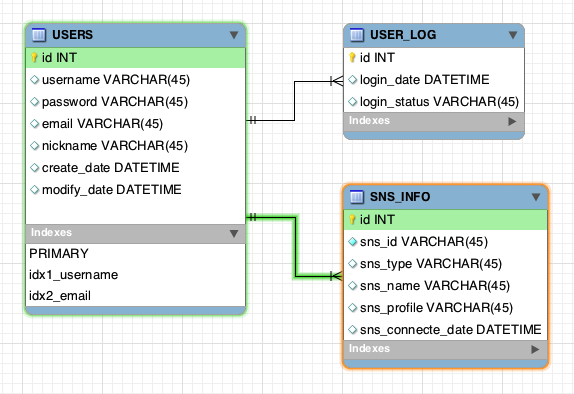 USERS
id INT
username VARCHAR(45)
password VARCHAR(45)
email VARCHAR(45)
nickname VARCHAR(45)
create_date DATETIME
modify_date DATETIME
Indexes
PRIMARY
idx1_username
idx2_email
USER_LOG
id INT
login_date DATETIME
login_status VARCHAR(45)
Indexes
SNS_INFO
id INT
sns_id VARCHAR(45)
sns_type VARCHAR(45)
sns_name VARCHAR(45)
sns_profile VARCHAR(45)
sns_connecte_date DATETIME
Indexes